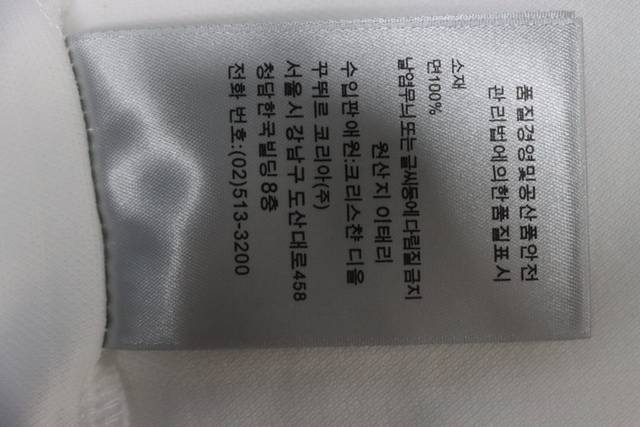 품질경영및공산품안전
관리법에의한품질표시
소재
면100%
날염무늬또는글씨등에다림질금지
원산지 이태리
수입판애원:크리스챤 디올
꾸뛰르 코리아(주)
서울시 강남구 도산대로458
청담한국빌딩 8층
전화 번호:(02)513-3200